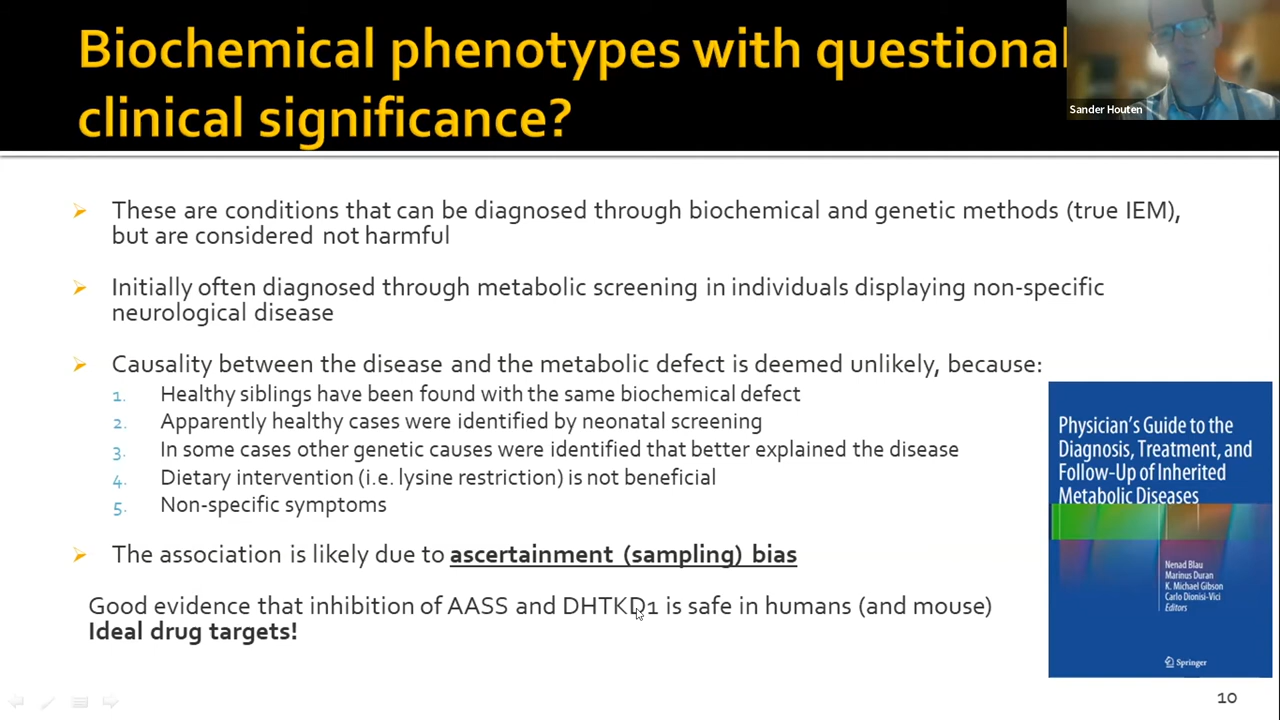 Biochemical phenotypes with questional
clinical significance?
Sander Houten
These are conditions that can be diagnosed through biochemical and genetic methods (true IEM),
but are considered not harmful
Initially often diagnosed through metabolic screening in individuals displaying non-specific
neurological disease
Causality between the disease and the metabolic defect is deemed unlikely, because:
1. Healthy siblings have been found with the same biochemical defect
2. Apparently healthy cases were identified by neonatal screening
3. In some cases other genetic causes were identified that better explained the disease
4. Dietary intervention (i.e. lysine restriction) is not beneficial
5. Non-specific symptoms
The association is likely due to ascertainment (sampling) bias
Good evidence that inhibition of AASS and DHTKD1 is safe in humans (and mouse)
Ideal drug targets!
Physician's Guide to the
Diagnosis, Treatment, and
Follow-Up of Inherited
Metabolic Diseases
Nenad Blau
Marinus Duran
K. Michael Gibson
Carlo Dionisi-Vici
Editors
Springer
10